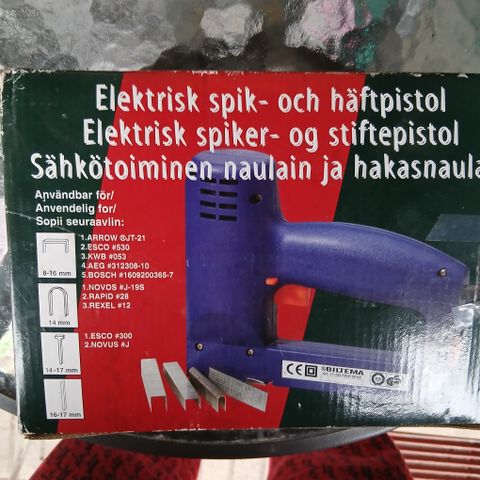 Elektrisk spik- och häftpistol
Elektrisk spiker- og stiftepistol
Sähkötoiminen naulain ja hakasnaula
Användbar för/
Anvendelig for/
Sopii seuraaviin:
1.ARROW ®JT-21
2.ESCO #530
3.KWB #053
4.AEG #312308-10
5.BOSCH #1609200365-7
8-16 mm
1.NOVOS #J-19S
2.RAPID #28
3.REXEL #12
14 mm
1.ESCO #300
2.NOVUS #J
14-17 mm
16-17 mm
CE
BILTEMA
GS